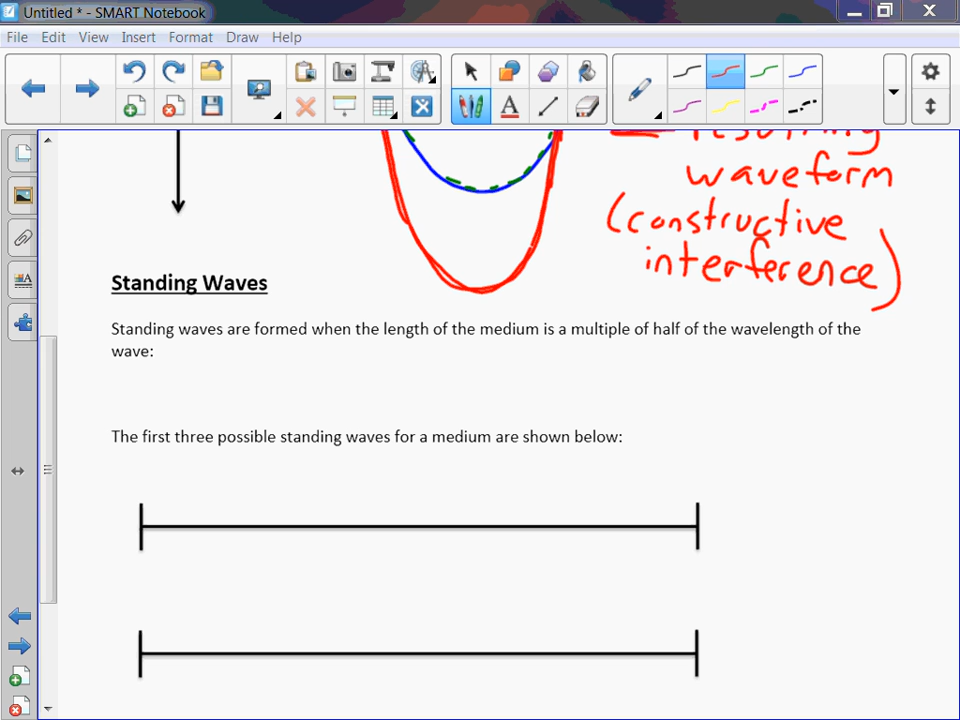 Untitled * - SMART Notebook
File Edit View Insert Format Draw Help
resulting
waveform
(constructive
interference)
Standing Waves
Standing waves are formed when the length of the medium is a multiple of half of the wavelength of the
wave:
The first three possible standing waves for a medium are shown below: